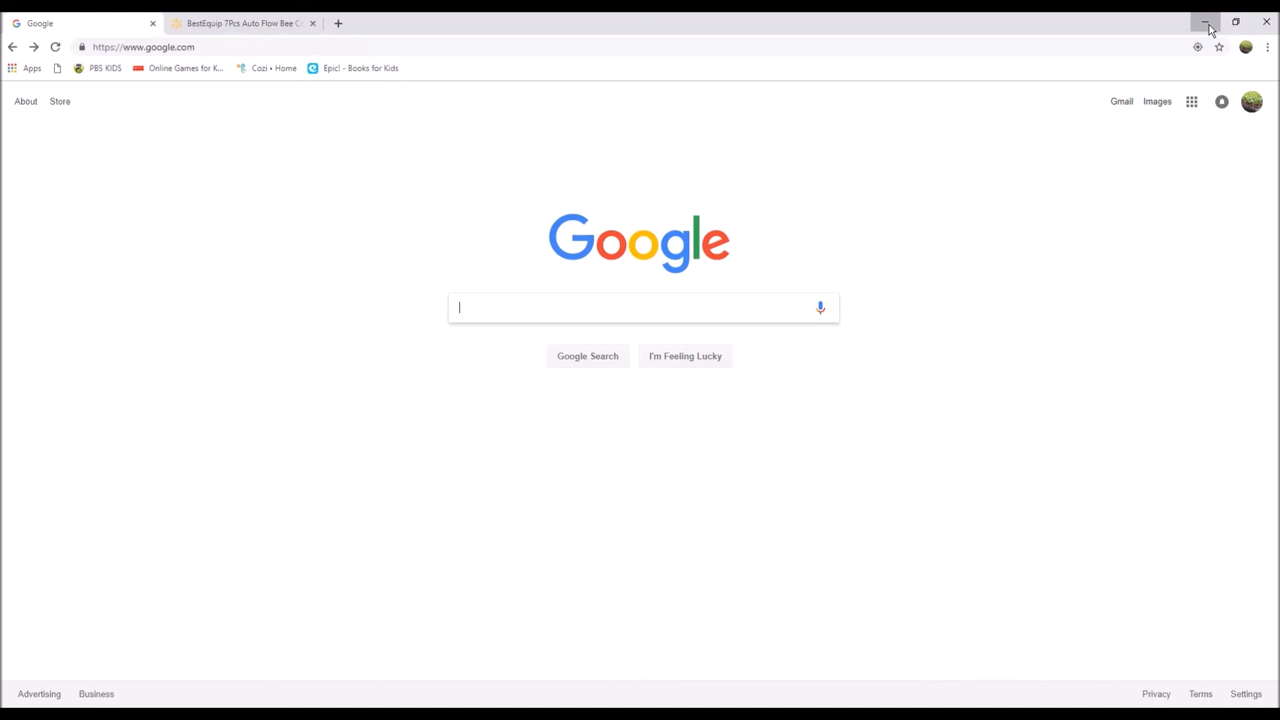 Google
BestEquip 7Pcs Auto Flow Bee Co
https://www.google.com
Apps
PBS KIDS
Online Games for K...
Cozi • Home
Epic! - Books for Kids
About
Store
Gmail
Images
Google
Google Search
I'm Feeling Lucky
Advertising
Business
Privacy
Terms
Settings